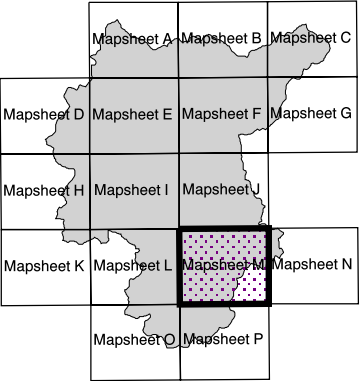 Mapsheet A
Mapsheet B
Mapsheet C
Mapsheet D
Mapsheet E
Mapsheet F
Mapsheet G
Mapsheet H
Mapsheet I
Mapsheet J
Mapsheet K
Mapsheet L
Mapsheet M
Mapsheet N
Mapsheet O
Mapsheet P